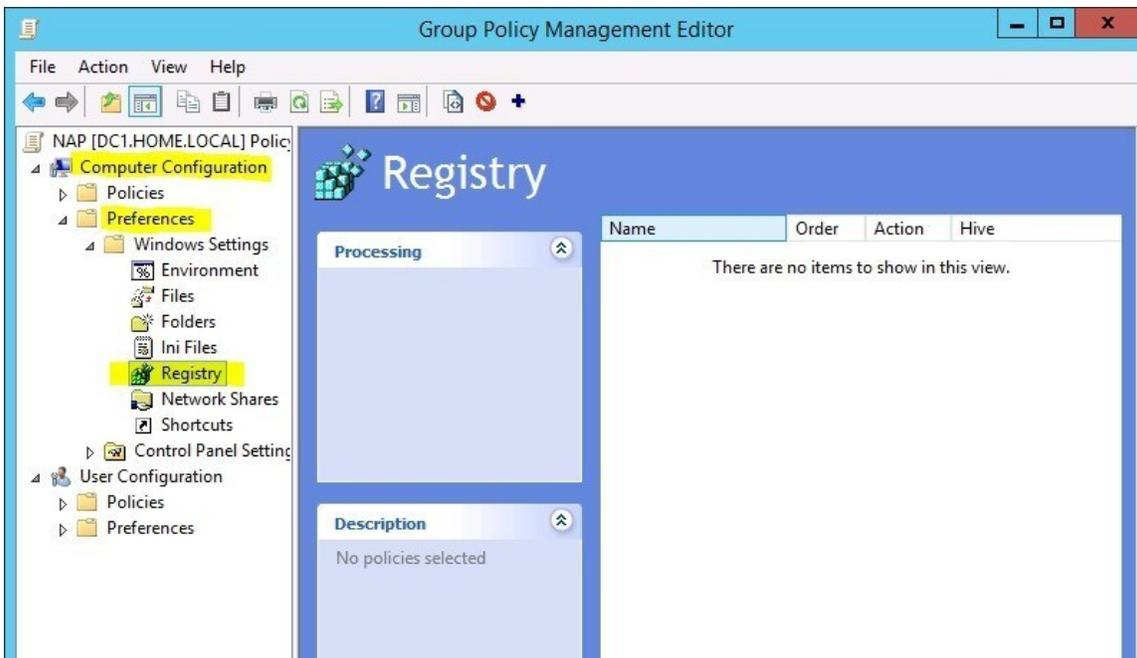 Group Policy Management Editor
File Action View Help
NAP [DC1.HOME.LOCAL] Polic
Computer Configuration
Policies
Preferences
Windows Settings
Environment
Files
Folders
Ini Files
Registry
Network Shares
Shortcuts
Control Panel Setting
User Configuration
Policies
Preferences
Registry
Processing
Description
No policies selected
Name Order Action Hive
There are no items to show in this view.